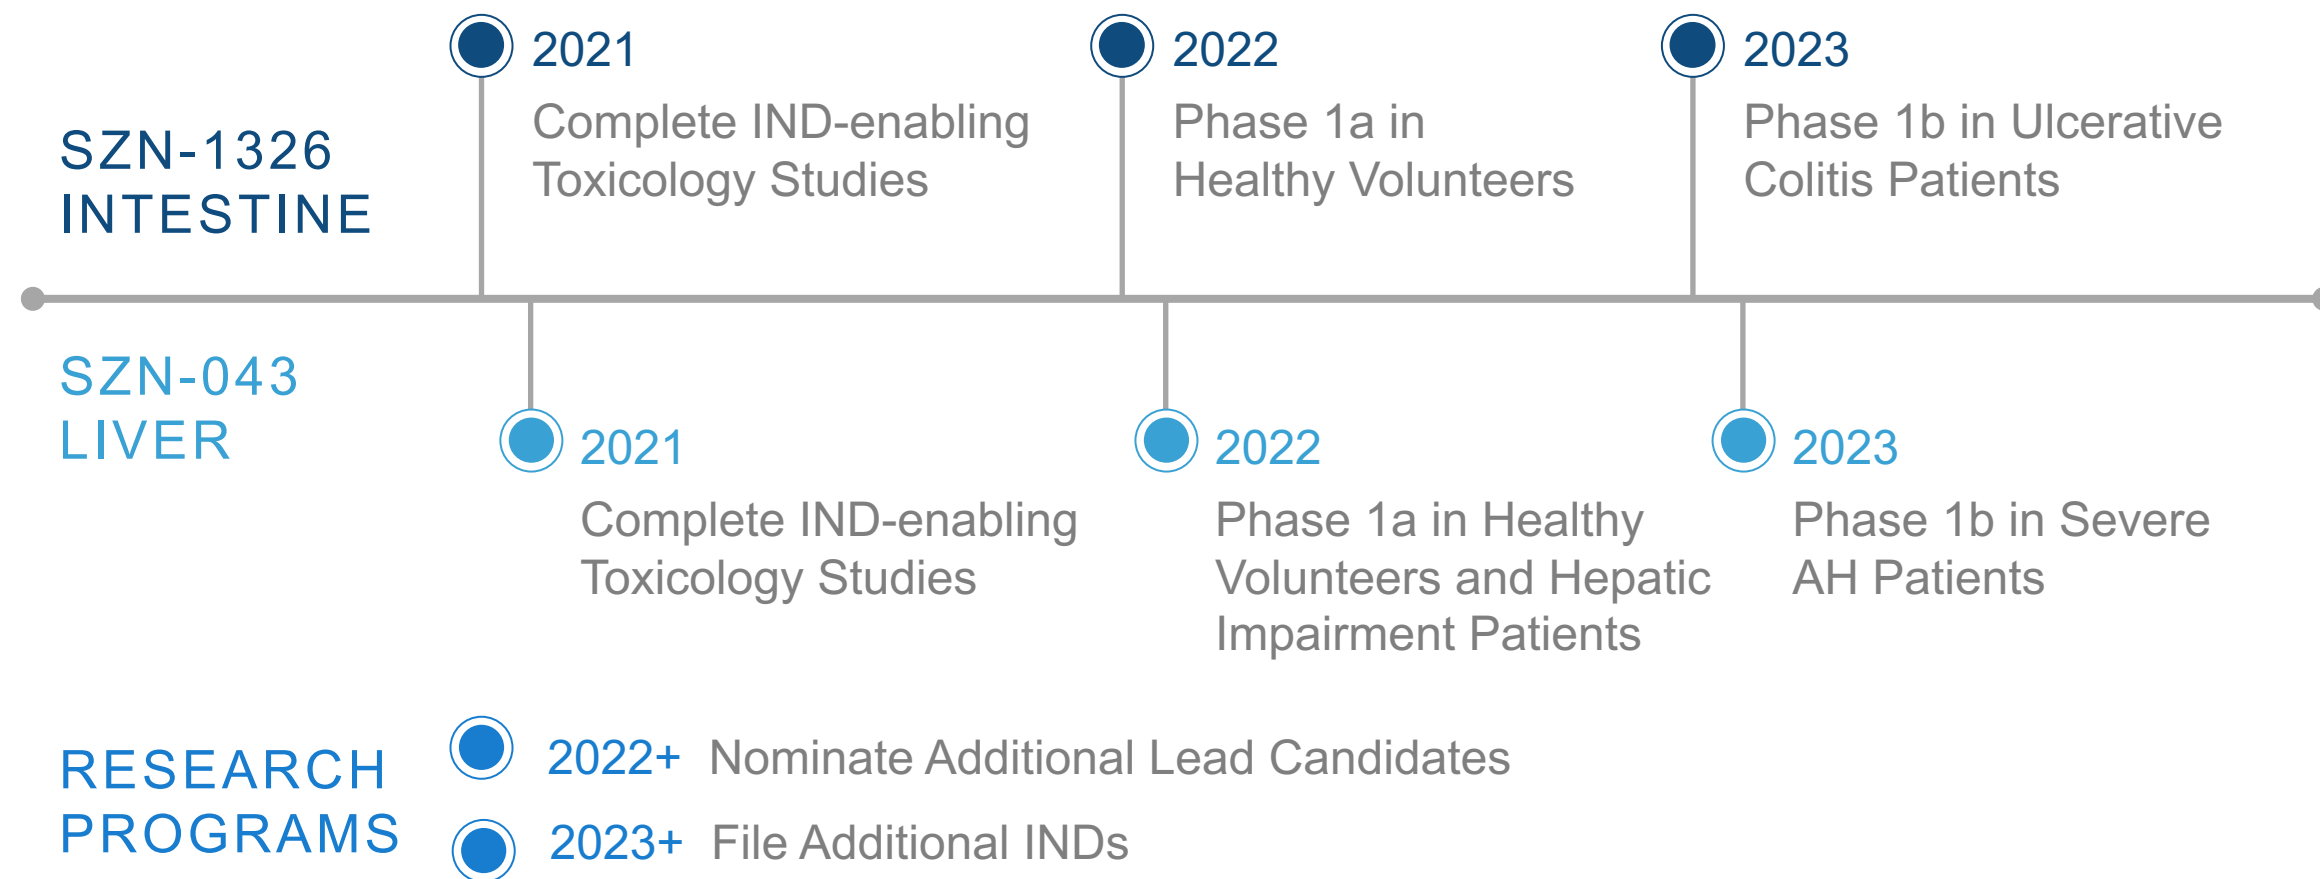 SZN-1326
INTESTINE
2021
Complete IND-enabling
Toxicology Studies
2022
Phase 1a in
Healthy Volunteers
2023
Phase 1b in Ulcerative
Colitis Patients
SZN-043
LIVER
2021
Complete IND-enabling
Toxicology Studies
2022
Phase 1a in Healthy
Volunteers and Hepatic
Impairment Patients
2023
Phase 1b in Severe
AH Patients
RESEARCH
PROGRAMS
2022+ Nominate Additional Lead Candidates
2023+ File Additional INDs